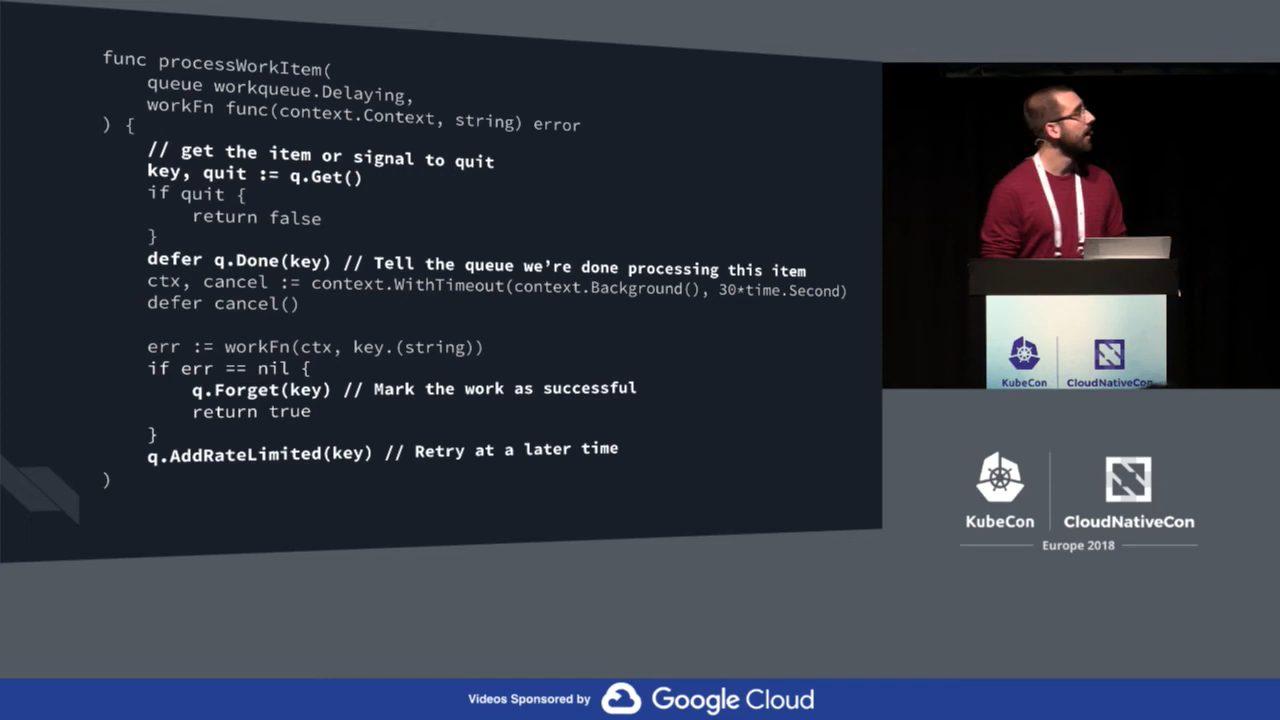 func processWorkItem(
queue workqueue.Delaying,
workFn func(context.Context, string) error
) {
// get the item or signal to quit
key, quit := q.Get()
if quit {
return false
}
defer q.Done(key) // Tell the queue we're done processing this item
ctx, cancel := context.WithTimeout(context.Background(), 30*time.Second)
defer cancel()
err := workFn(ctx, key.(string))
if err == nil {
q.Forget(key) // Mark the work as successful
return true
}
q.AddRateLimited(key) // Retry at a later time
)
KubeCon CloudNativeCon
KubeCon CloudNativeCon
Europe 2018
Videos Sponsored by Google Cloud